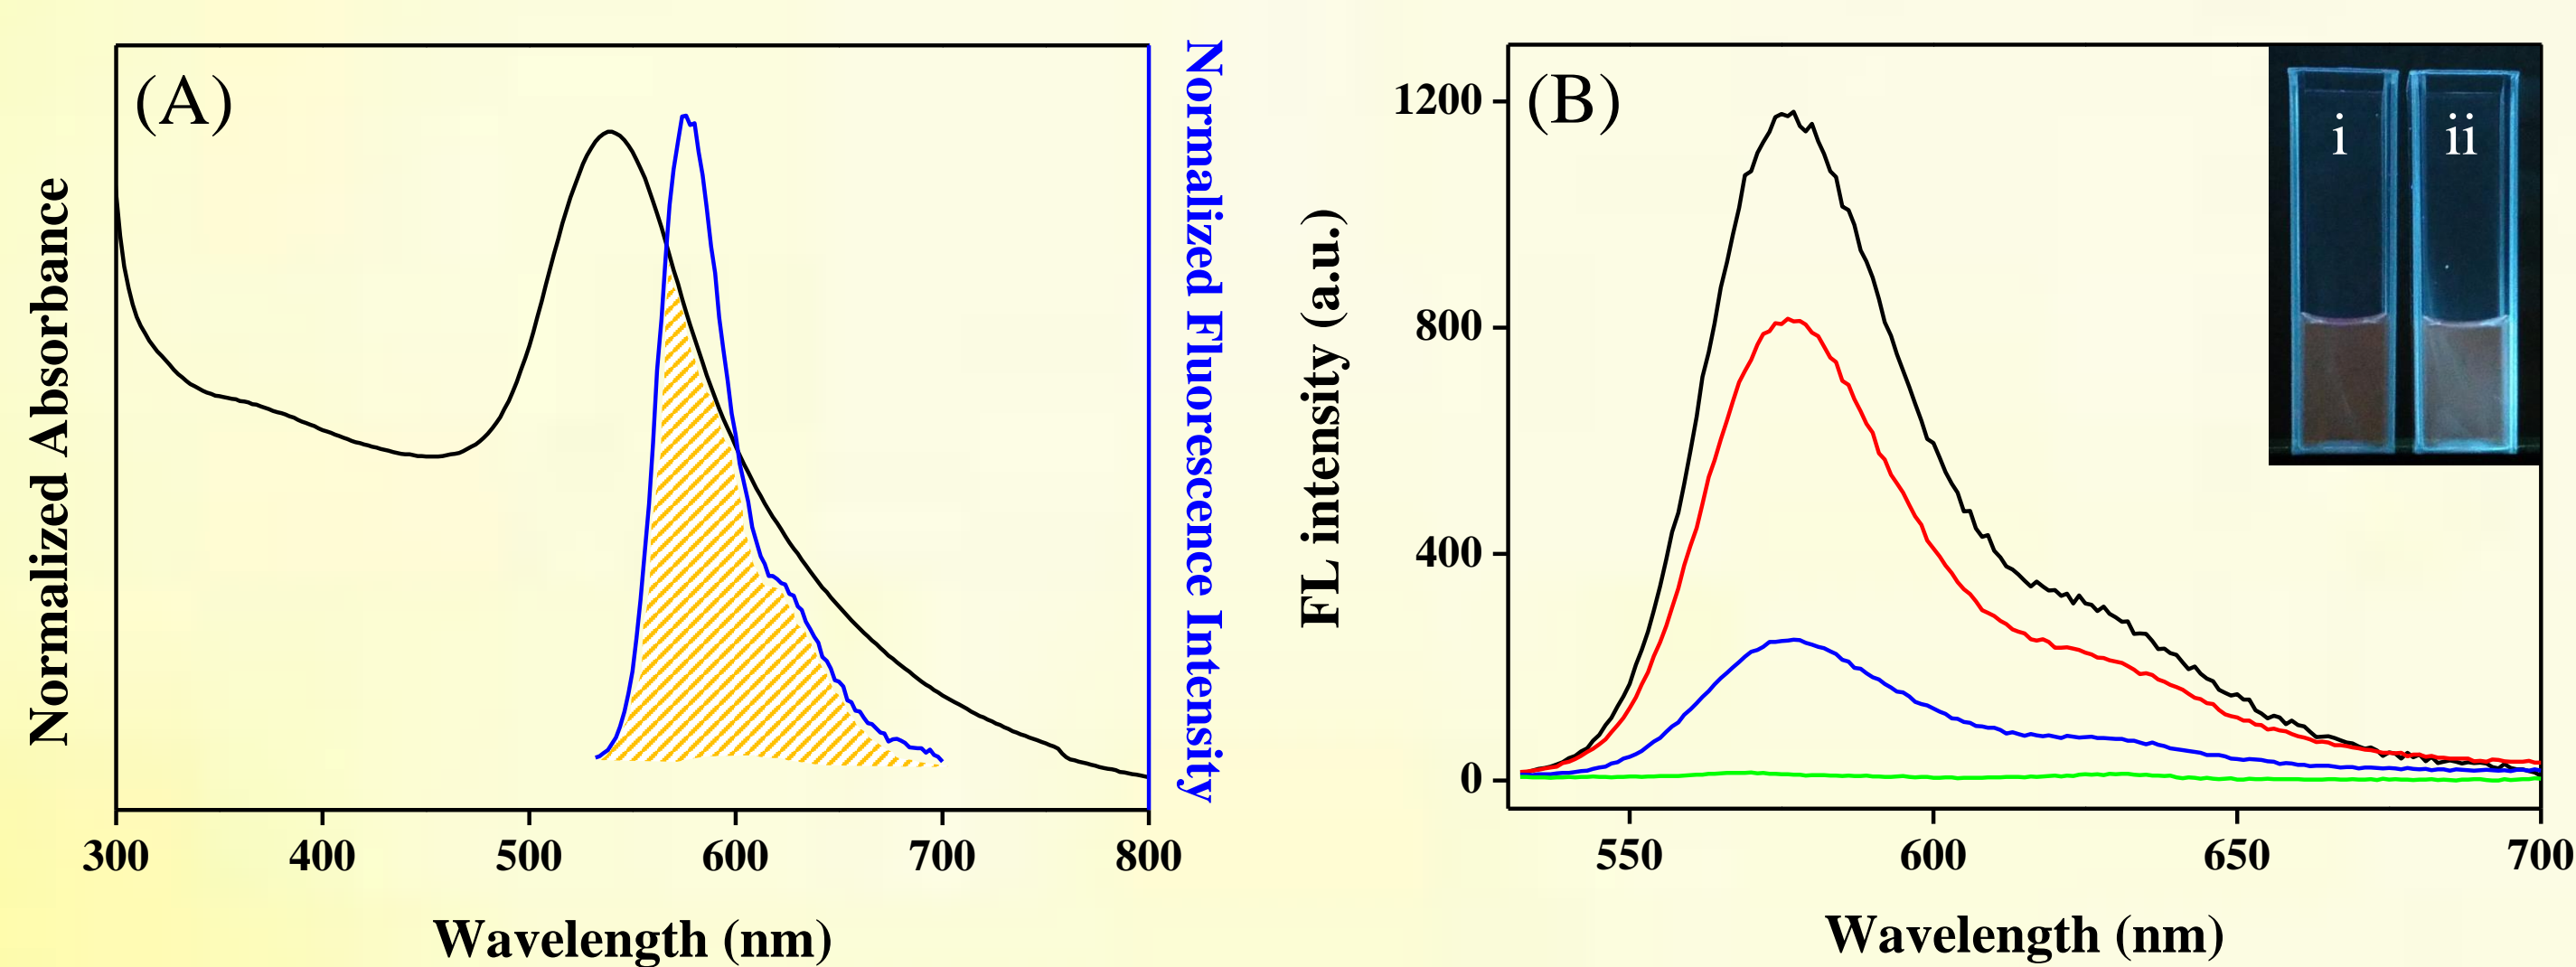 (A)
Normalized Absorbance
Normalized Fluorescence Intensity
300 400 500 600 700 800
Wavelength (nm)
(B)
i ii
FL intensity (a.u.)
1200
800
400
0
550 600 650 700
Wavelength (nm)